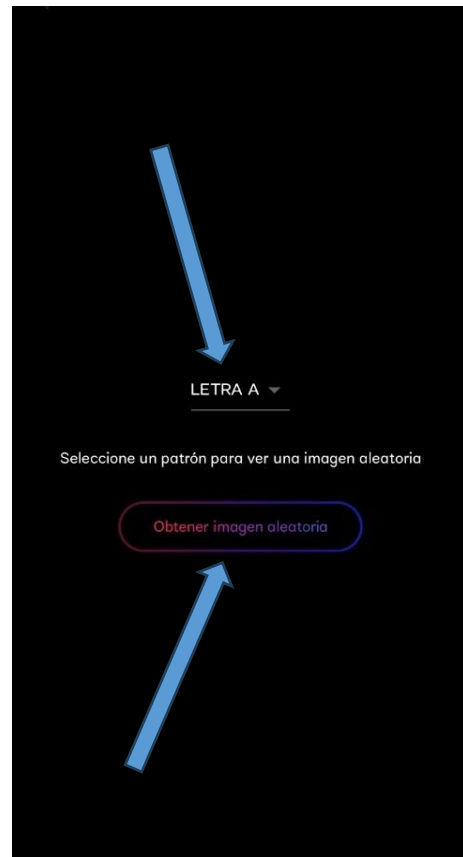 LETRA A
Seleccione un patrón para ver una imagen aleatoria
Obtener imagen aleatoria